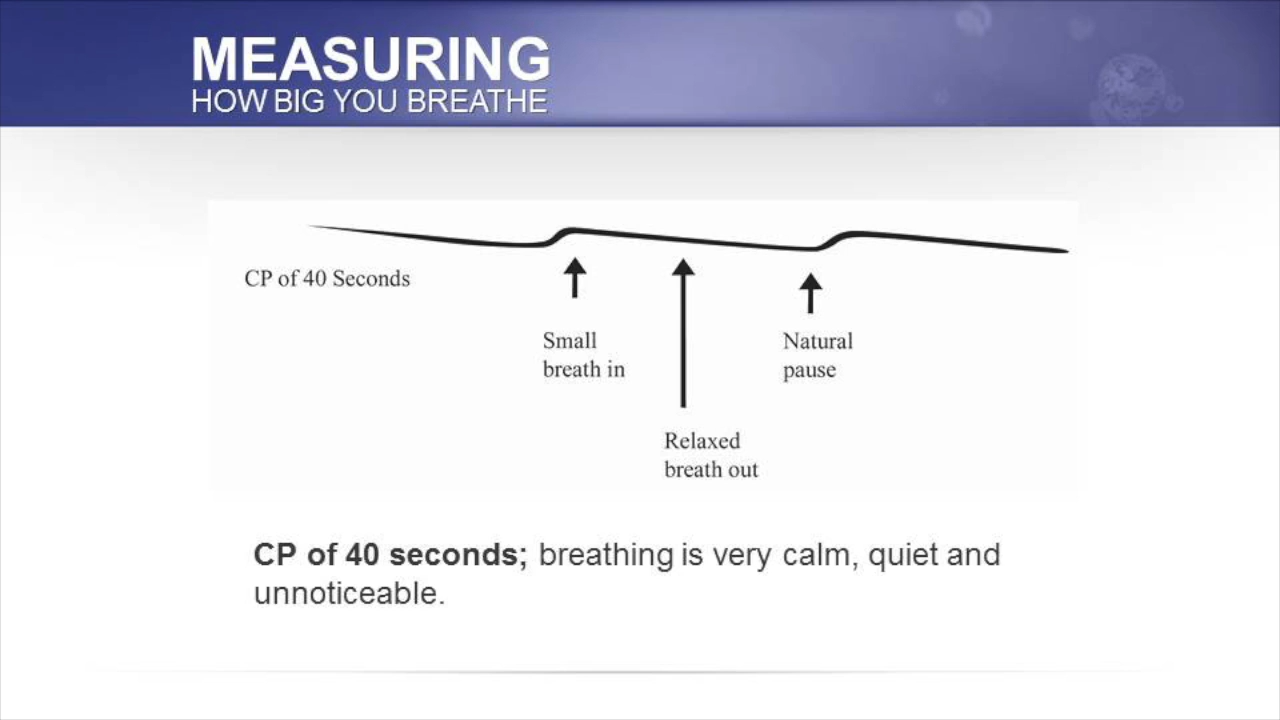 MEASURING
HOW BIG YOU BREATHE
CP of 40 Seconds
Small
breath in
Natural
pause
Relaxed
breath out
CP of 40 seconds; breathing is very calm, quiet and
unnoticeable.